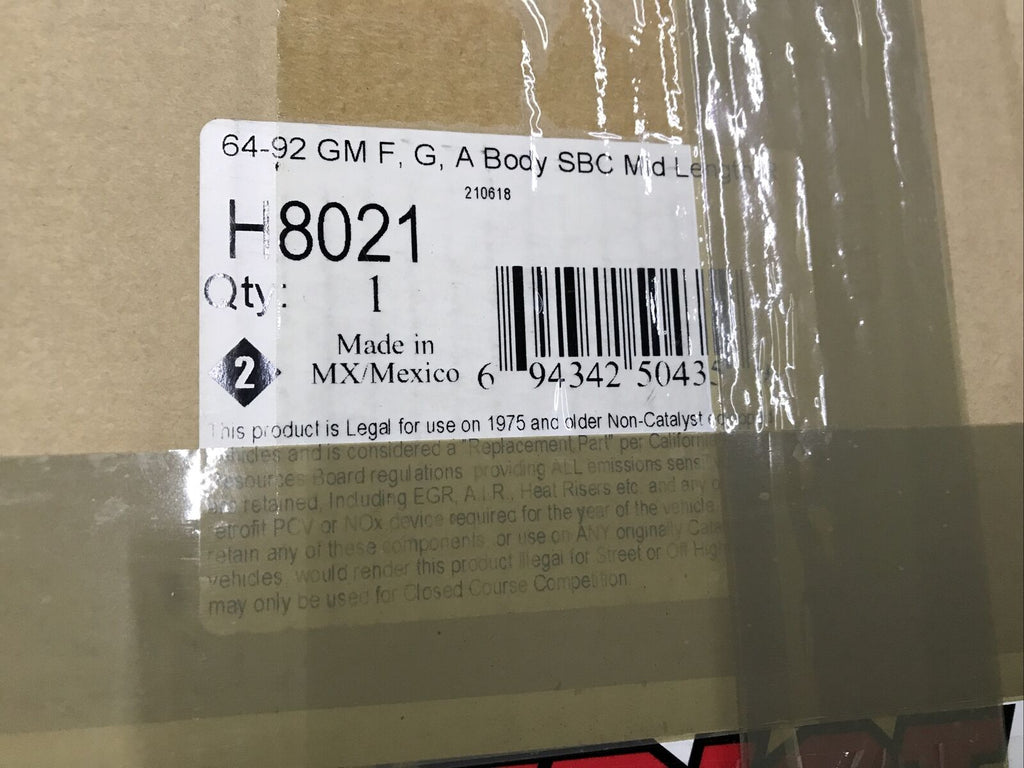 64-92 GM F, G, A Body SBC Mid-Length
210618
H8021
Qty: 1
Made in
MX/Mexico
2
6 94342 50435
This product is Legal for use on 1975 and older Non-Catalyst
vehicles and is considered a "Replacement Part" per California
Resources Board regulations providing ALL emissions
are retained, Including EGR, A.I.R., Heat Risers etc. and any
retrofit PCV or NOx device required for the year of the vehicle.
retain any of these components, or use on ANY originally
vehicles, would render this product Illegal for Street or Off
may only be used for Closed Course Competition.